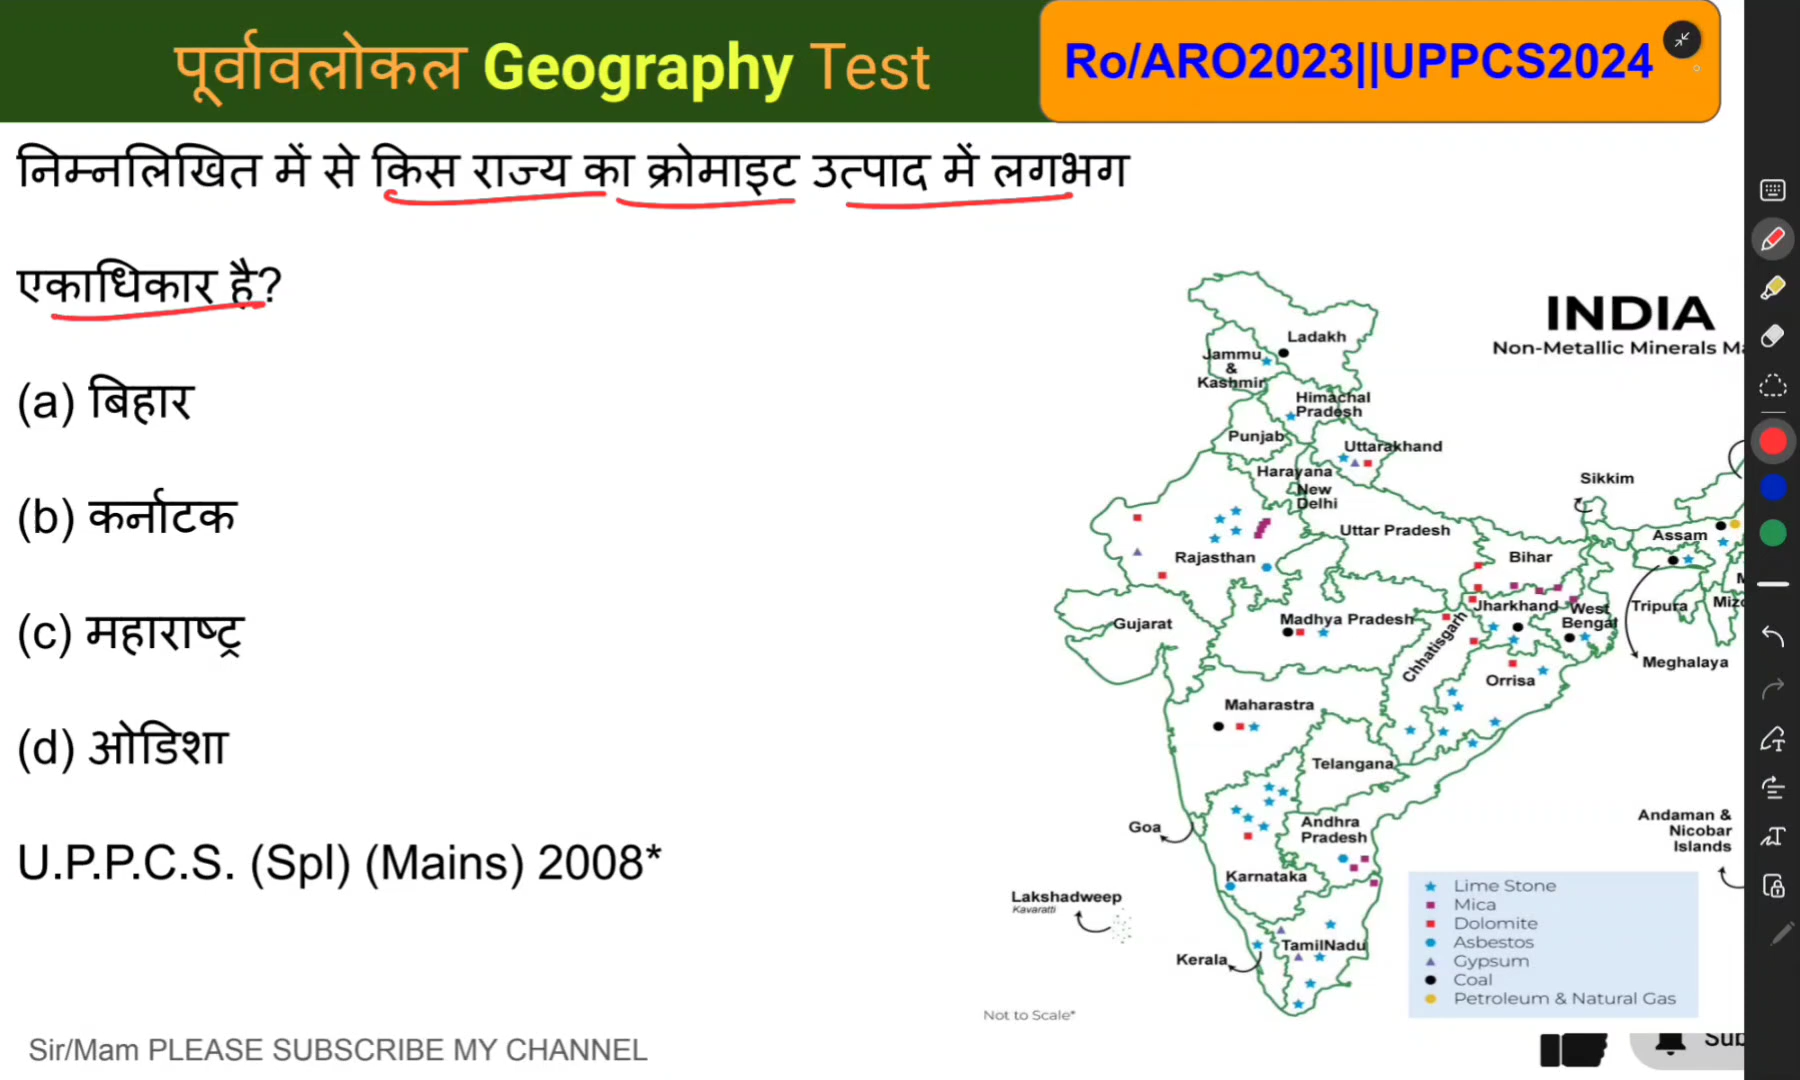 पूर्वावलोकल Geography Test
Ro/ARO2023||UPPCS2024
निम्नलिखित में से किस राज्य का क्रोमाइट उत्पाद में लगभग
एकाधिकार है?
(a) बिहार
(b) कर्नाटक
(c) महाराष्ट्र
(d) ओडिशा
U.P.P.C.S. (Spl) (Mains) 2008*
Sir/Mam PLEASE SUBSCRIBE MY CHANNEL
INDIA
Non-Metallic Minerals
Ladakh
Jammu
&
Kashmir
Himachal
Pradesh
Punjab
Uttarakhand
Harayana
New
Delhi
Sikkim
Uttar Pradesh
Assam
Rajasthan
Bihar
Jharkhand
West
Bengal
Tripura
Gujarat
Madhya Pradesh
Chhatisgarh
Meghalaya
Orrisa
Maharastra
Telangana
Goa
Andhra
Pradesh
Andaman &
Nicobar
Islands
Karnataka
Lakshadweep
Kavaratti
Kerala
TamilNadu
Lime Stone
Mica
Dolomite
Asbestos
Gypsum
Coal
Petroleum & Natural Gas
Not to Scale*